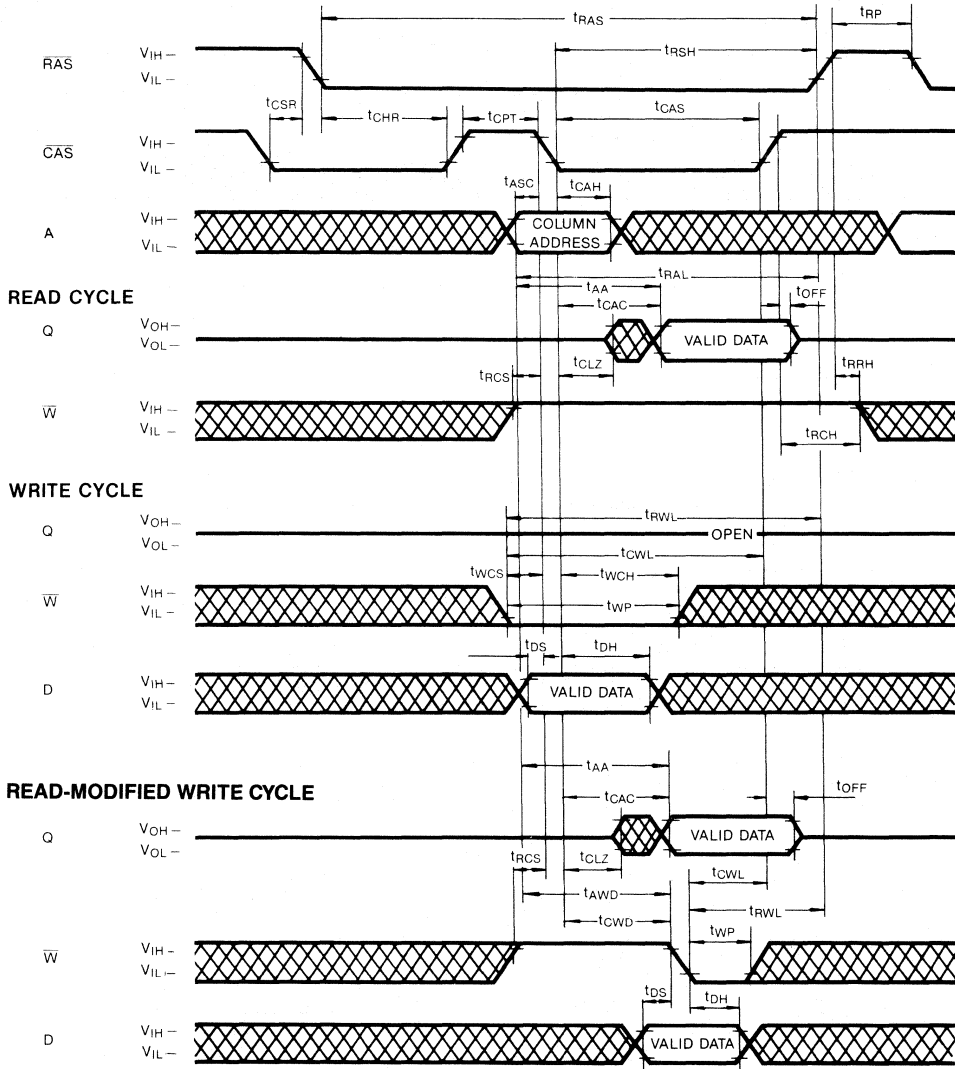 tRAS
tRP
RAS
VIH –
VIL –
tRSH
tCSR
tCHR
tCPT
tCAS
CAS
VIH –
VIL –
tASC
tCAH
A
VIH –
VIL –
COLUMN
ADDRESS
tRAL
tAA
tCAC
tOFF
READ CYCLE
Q
VOH –
VOL –
VALID DATA
tCLZ
tRCS
tRRH
W
VIH –
VIL –
tRCH
WRITE CYCLE
tRWL
Q
VOH –
VOL –
OPEN
tCWL
tWCS
tWCH
W
VIH –
VIL –
tWP
tDS
tDH
D
VIH –
VIL –
VALID DATA
tAA
READ-MODIFIED WRITE CYCLE
tCAC
tOFF
Q
VOH –
VOL –
VALID DATA
tRCS
tCLZ
tCWL
tAWD
tRWL
tCWD
tWP
W
VIH –
VIL –
tDS
tDH
D
VIH –
VIL –
VALID DATA